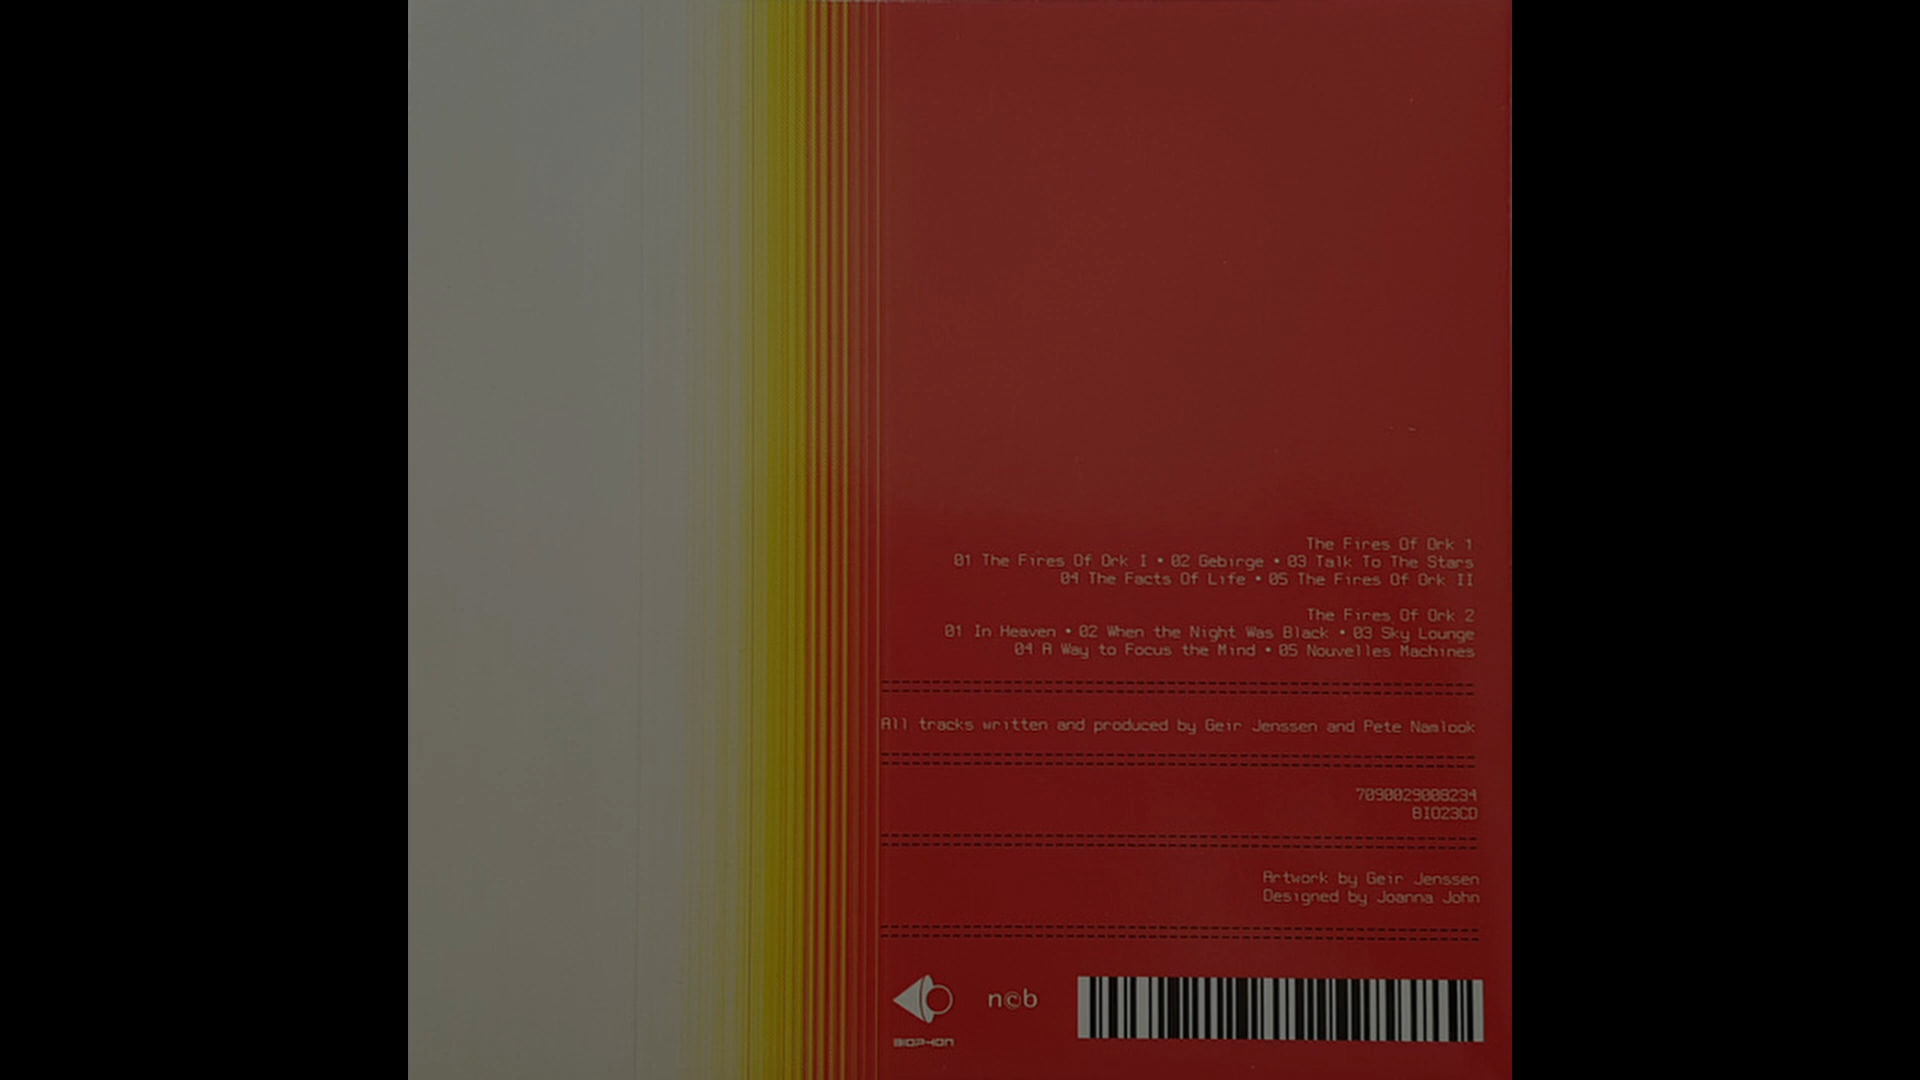 The Fires Of Ork 1
01 The Fires Of Ork I • 02 Gebirge • 03 Talk To The Stars
04 The Facts Of Life • 05 The Fires Of Ork II
The Fires Of Ork 2
01 In Heaven • 02 When the Night Was Black • 03 Sky Lounge
04 A Way to Focus the Mind • 05 Nouvelles Machines
All tracks written and produced by Geir Jenssen and Pete Namlook
7090029008234
BIO23CD
Artwork by Geir Jenssen
Designed by Joanna John
n©b
BIOPHON